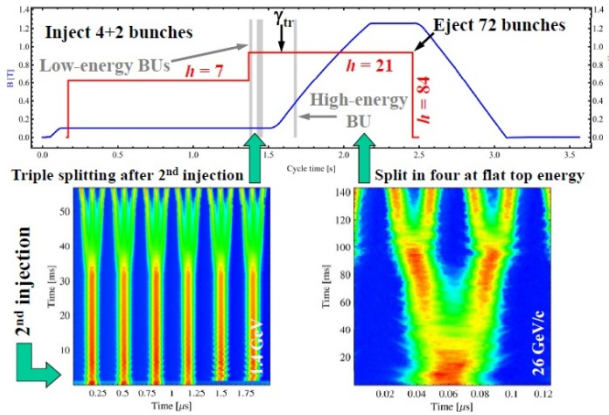 Inject 4+2 bunches
γtr
Eject 72 bunches
Low-energy BUs
h = 7
h = 21
h = 84
High-energy
BU
B [T]
1.2
1.0
0.8
0.6
0.4
0.2
0.0
0.0 0.5 1.0 1.5 2.0 2.5 3.0 3.5
Cycle time [s]
Triple splitting after 2nd injection
Split in four at flat top energy
2nd injection
Time [ms]
50
40
30
20
10
0.25 0.5 0.75 1 1.25 1.5 1.75
Time [μs]
1.4 GeV
Time [ms]
140
120
100
80
60
40
20
0
0.02 0.04 0.06 0.08 0.1 0.12
Time [μs]
26 GeV/c